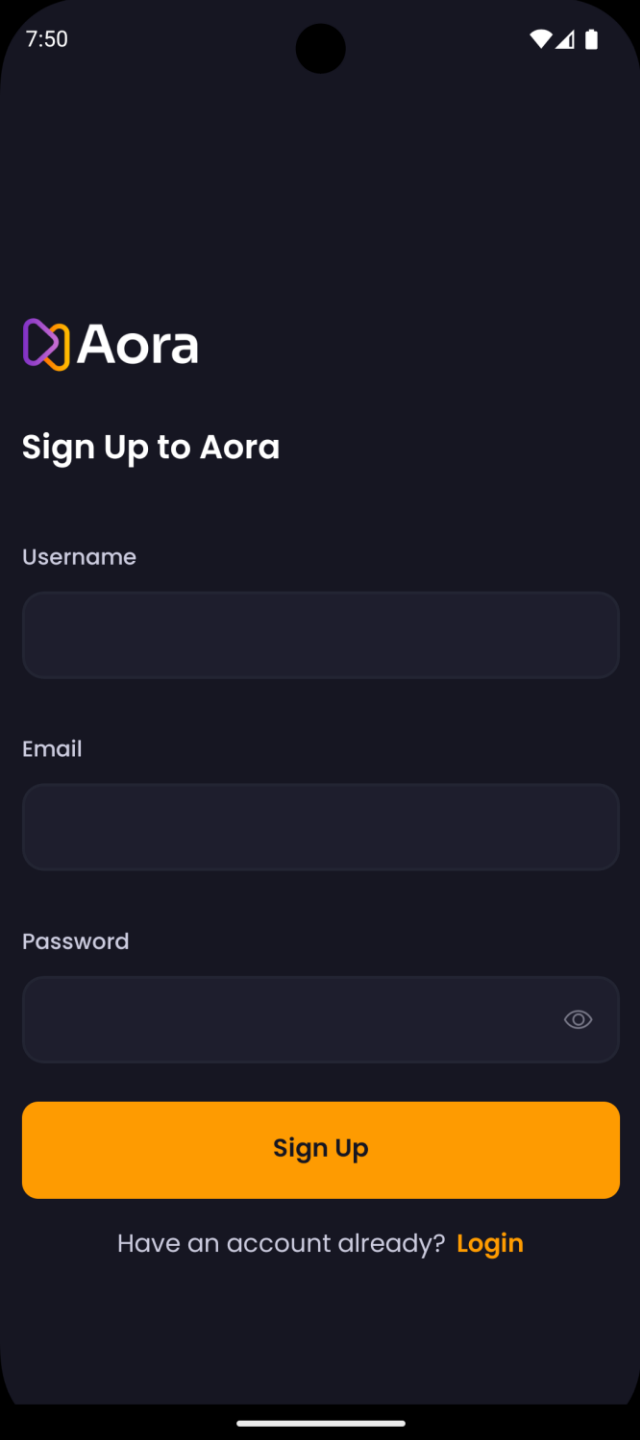 7:50
Aora
Sign Up to Aora
Username
Email
Password
Sign Up
Have an account already? Login